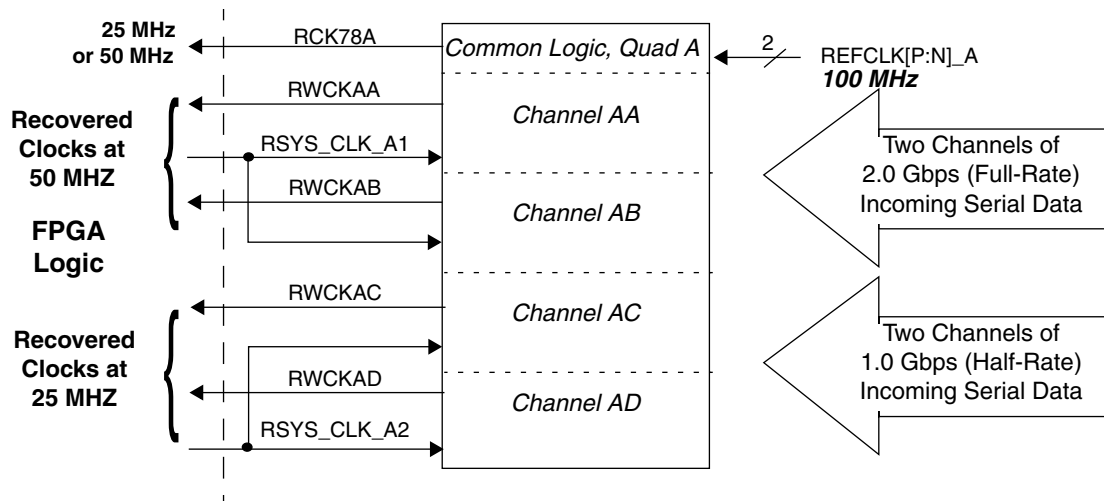 25 MHz
or 50 MHz
RCK78A
Common Logic, Quad A
2
REFCLK[P:N]_A
100 MHz
RWCKAA
Channel AA
Recovered
Clocks at
50 MHZ
RSYS_CLK_A1
RWCKAB
Channel AB
Two Channels of
2.0 Gbps (Full-Rate)
Incoming Serial Data
FPGA
Logic
RWCKAC
Channel AC
Recovered
Clocks at
25 MHZ
RWCKAD
Channel AD
RSYS_CLK_A2
Two Channels of
1.0 Gbps (Half-Rate)
Incoming Serial Data